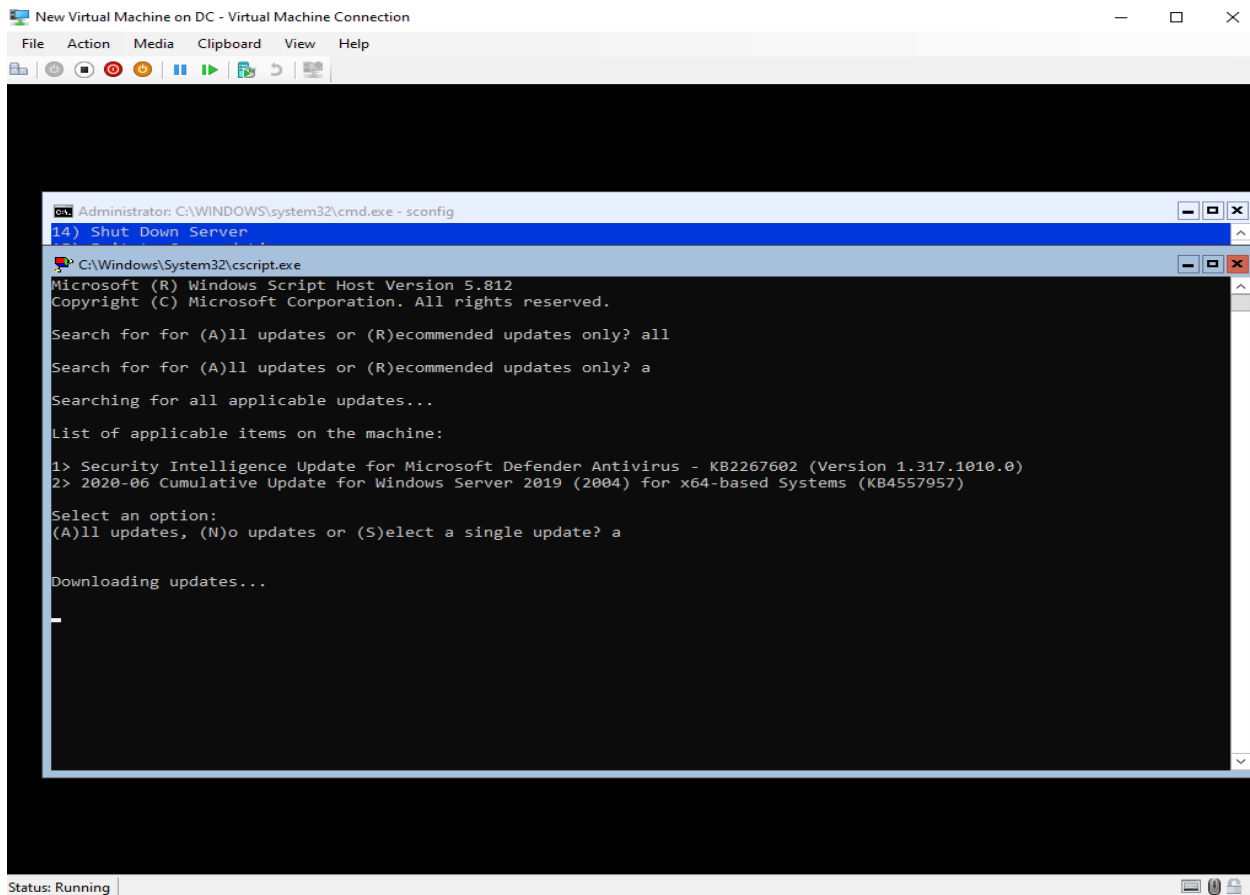 New Virtual Machine on DC - Virtual Machine Connection
File Action Media Clipboard View Help
Administrator: C:\WINDOWS\system32\cmd.exe - sconfig
14) Shut Down Server
C:\Windows\System32\cscript.exe
Microsoft (R) Windows Script Host Version 5.812
Copyright (C) Microsoft Corporation. All rights reserved.
Search for for (A)ll updates or (R)ecommended updates only? all
Search for for (A)ll updates or (R)ecommended updates only? a
Searching for all applicable updates...
List of applicable items on the machine:
1> Security Intelligence Update for Microsoft Defender Antivirus - KB2267602 (Version 1.317.1010.0)
2> 2020-06 Cumulative Update for Windows Server 2019 (2004) for x64-based Systems (KB4557957)
Select an option:
(A)ll updates, (N)o updates or (S)elect a single update? a
Downloading updates...
Status: Running